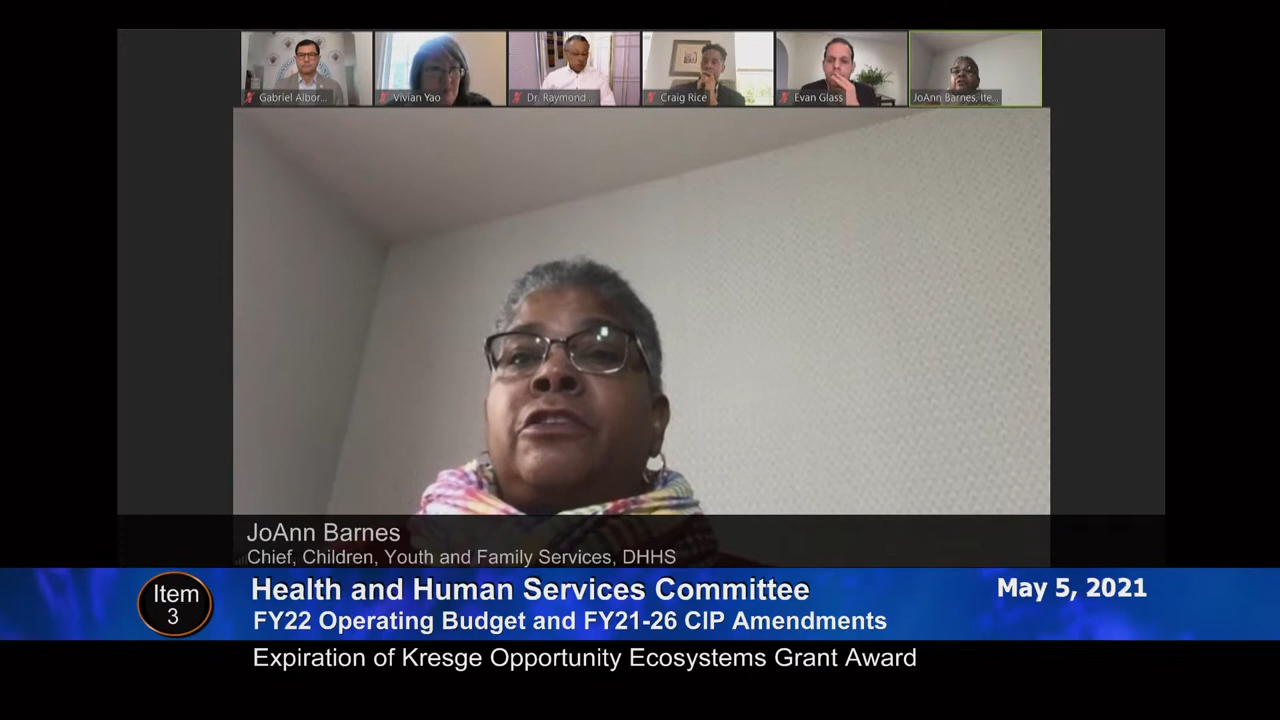 Gabriel Albor...
Vivian Yao
Dr. Raymond ...
Craig Rice
Evan Glass
JoAnn Barnes, Ite...
JoAnn Barnes
Chief, Children, Youth and Family Services, DHHS
Item
3
Health and Human Services Committee
May 5, 2021
FY22 Operating Budget and FY21-26 CIP Amendments
Expiration of Kresge Opportunity Ecosystems Grant Award